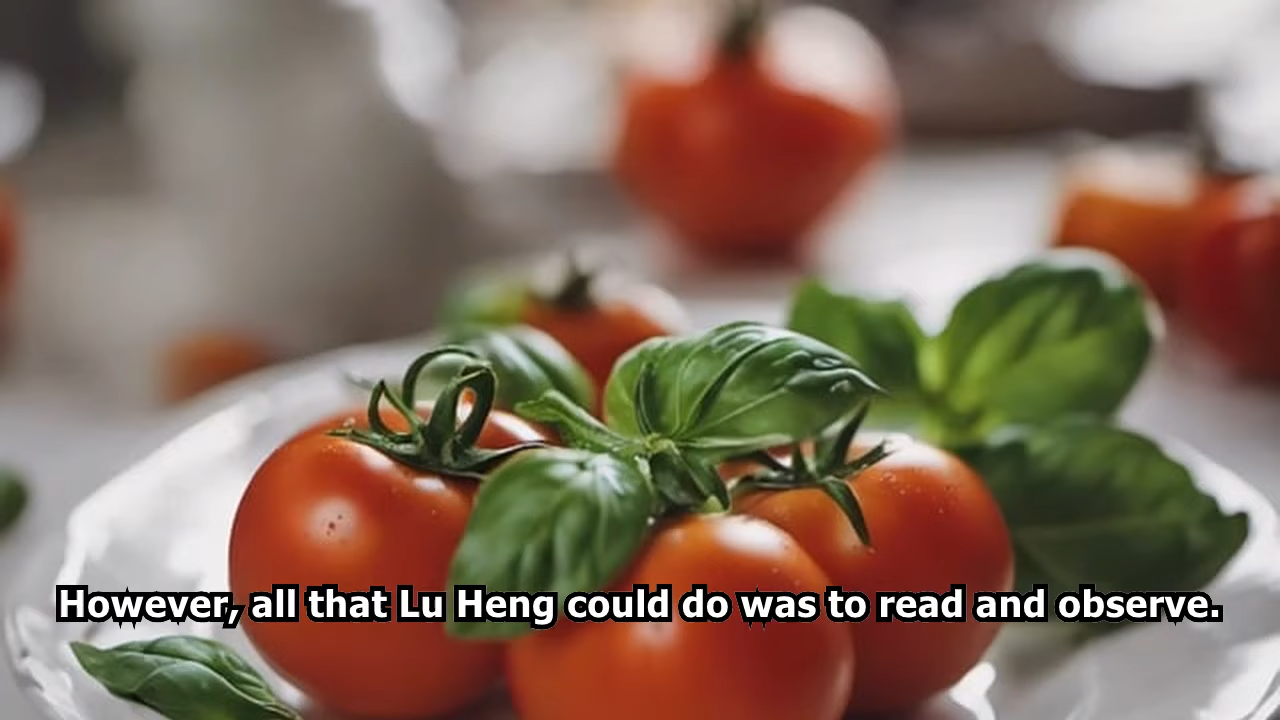 However, all that Lu Heng could do was to read and observe.